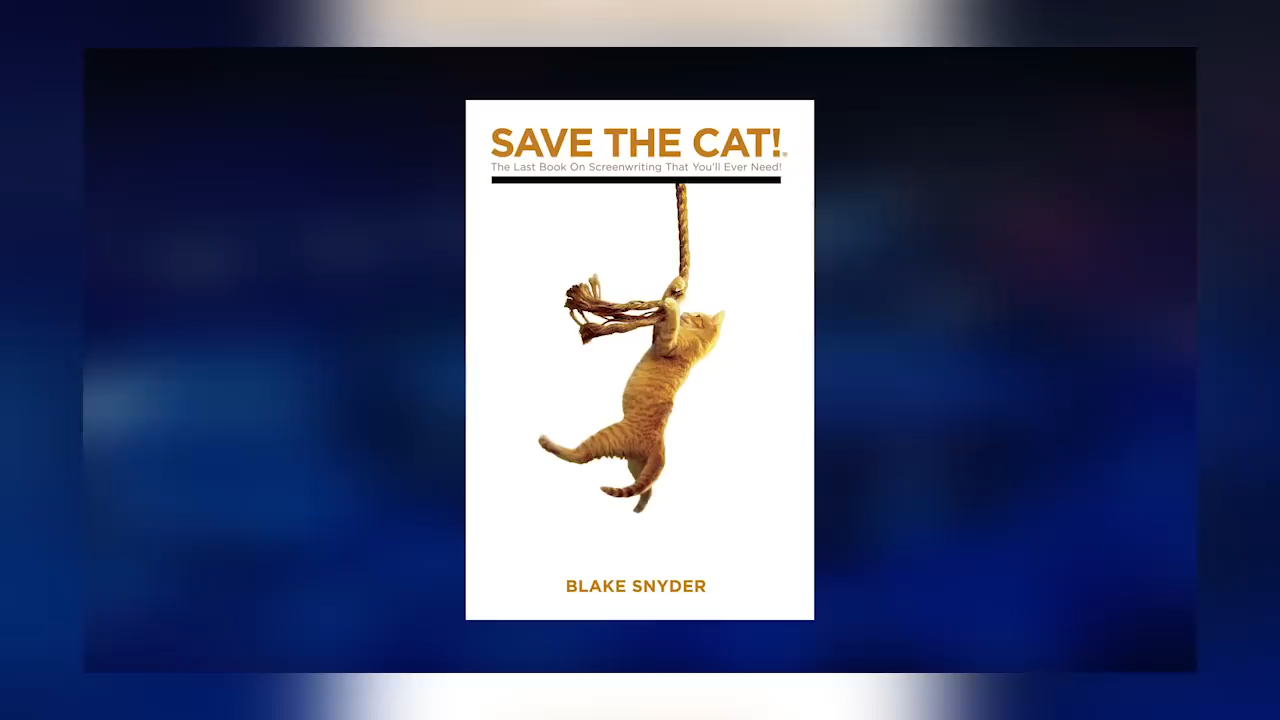 SAVE THE CAT!®
The Last Book On Screenwriting That You'll Ever Need!
BLAKE SNYDER